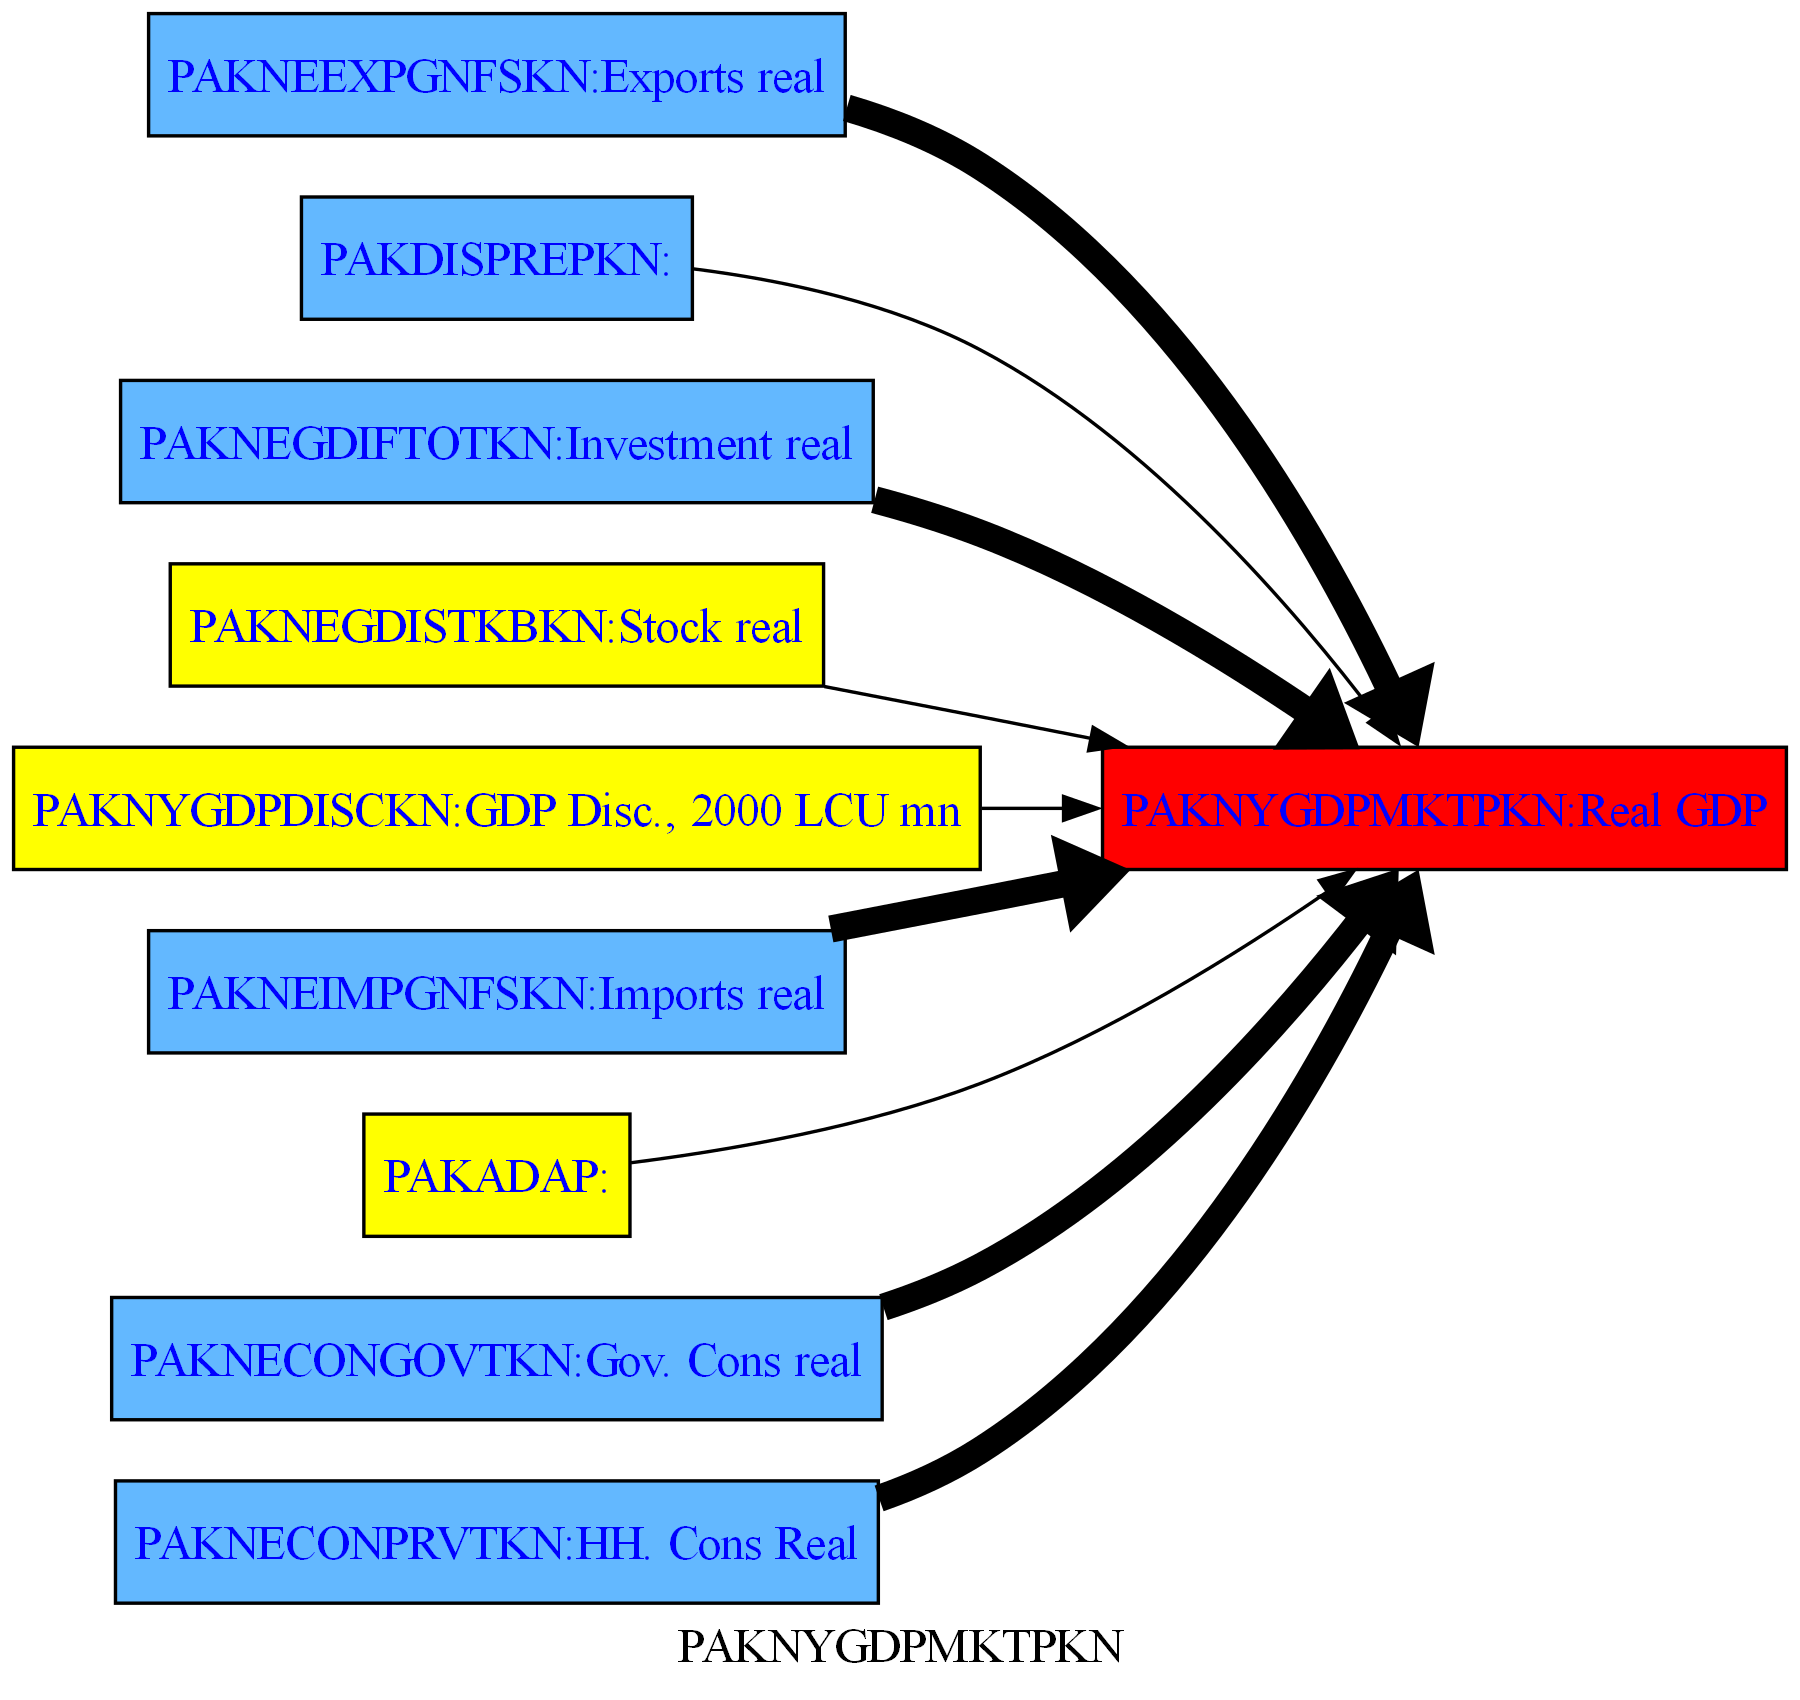 PAKNEEXPGNFSKN:Exports real
PAKDISPREPKN:
PAKNEGDIFTOTKN:Investment real
PAKNEGDISTKBKN:Stock real
PAKNYGDPDISCKN:GDP Disc., 2000 LCU mn
PAKNYGDPMKTPKN:Real GDP
PAKNEIMPGNFSKN:Imports real
PAKADAP:
PAKNECONGOVTKN:Gov. Cons real
PAKNECONPRVTKN:HH. Cons Real
PAKNYGDPMKTPKN